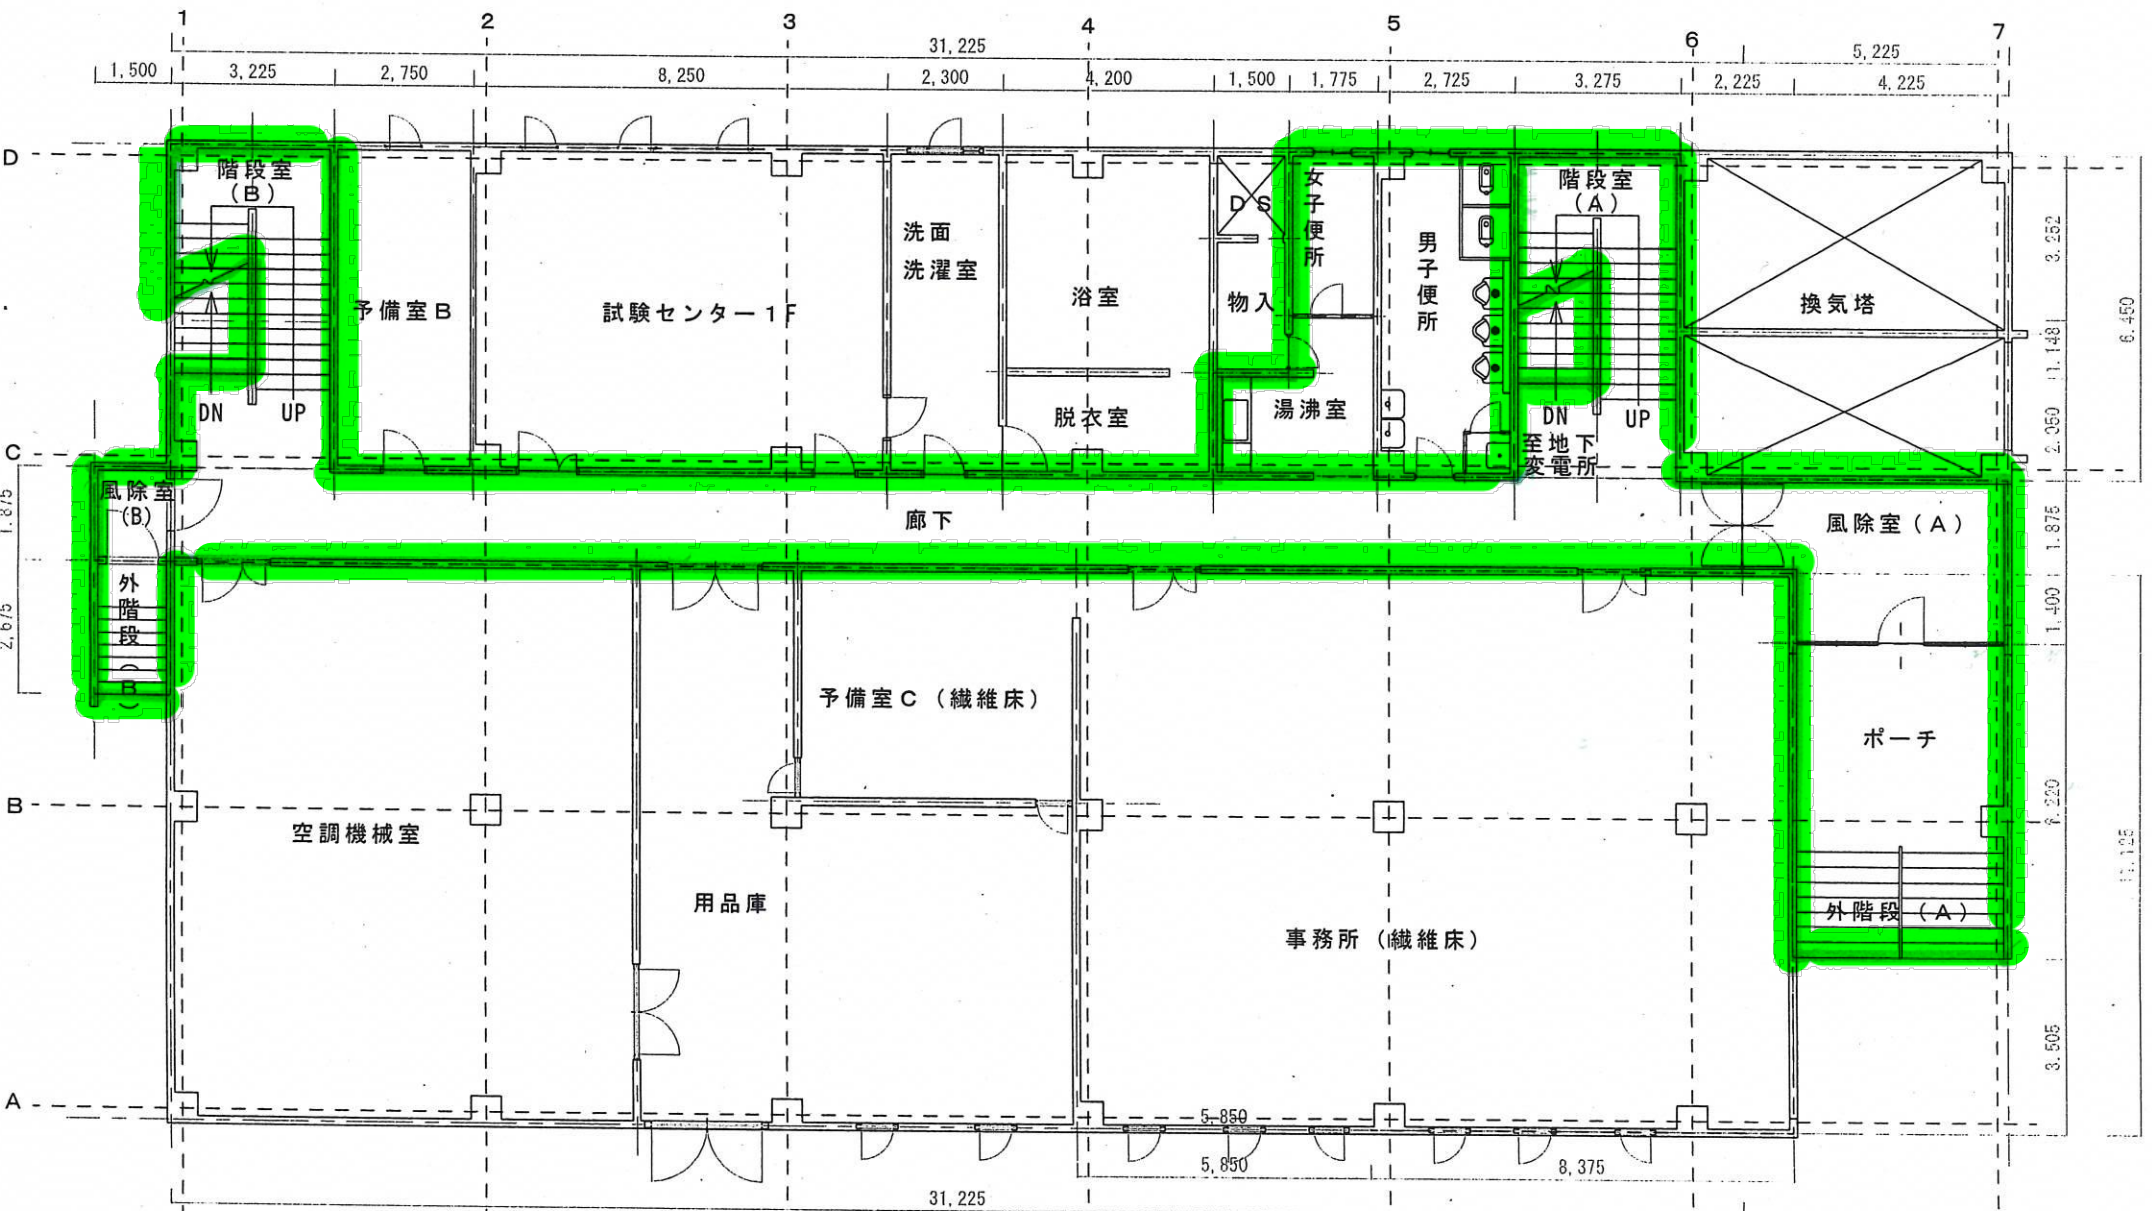 1
2
3
4
5
6
7
31,225
5,225
1,500
3,225
2,750
8,250
2,300
4,200
1,500
1,775
2,725
3,275
2,225
4,225
D
階段室
(B)
予備室B
試験センター1F
洗面
洗濯室
浴室
脱衣室
DS
物入
女子便所
湯沸室
男子便所
階段室
(A)
換気塔
DN
UP
DN
UP
至地下
変電所
3.252
6.450
2.050
C
風除室
(B)
廊下
風除室(A)
1.875
1.875
1.400
外階段(B)
2,675
予備室C(繊維床)
ポーチ
B
空調機械室
用品庫
事務所(繊維床)
外階段(A)
3.505
A
5,850
5,850
8,375
31,225